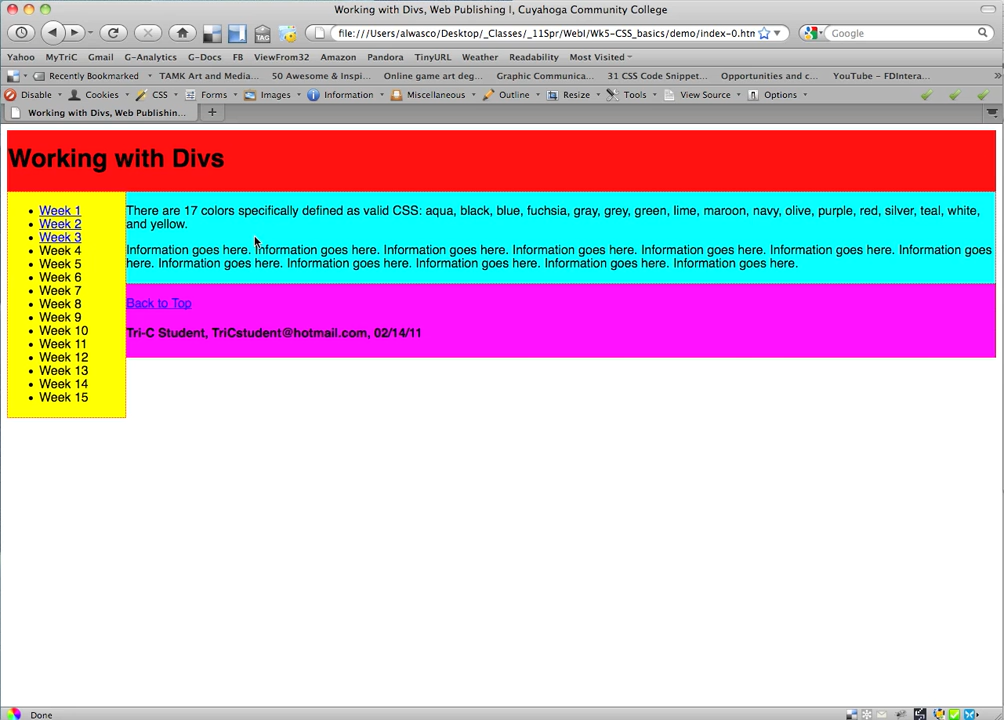 Working with Divs, Web Publishing I, Cuyahoga Community College
file:///Users/alwasco/Desktop/_Classes/_11Spr/WebI/Wk5-CSS_basics/demo/index-0.htm
Google
TAG
Yahoo MyTriC Gmail G-Analytics G-Docs FB ViewFrom32 Amazon Pandora TinyURL Weather Readability Most Visited
Recently Bookmarked TAMK Art and Media... 50 Awesome & Inspi... Online game art deg... Graphic Communica... 31 CSS Code Snippet... Opportunities and c... YouTube - FDIntera... »
Disable Cookies CSS Forms Images Information Miscellaneous Outline Resize Tools View Source Options
Working with Divs, Web Publishin... +
Working with Divs
• Week 1
• Week 2
• Week 3
• Week 4
• Week 5
• Week 6
• Week 7
• Week 8
• Week 9
• Week 10
• Week 11
• Week 12
• Week 13
• Week 14
• Week 15
There are 17 colors specifically defined as valid CSS: aqua, black, blue, fuchsia, gray, grey, green, lime, maroon, navy, olive, purple, red, silver, teal, white,
and yellow.
Information goes here. Information goes here. Information goes here. Information goes here. Information goes here. Information goes here. Information goes
here. Information goes here. Information goes here. Information goes here. Information goes here. Information goes here.
Back to Top
Tri-C Student, TriCstudent@hotmail.com, 02/14/11
Done